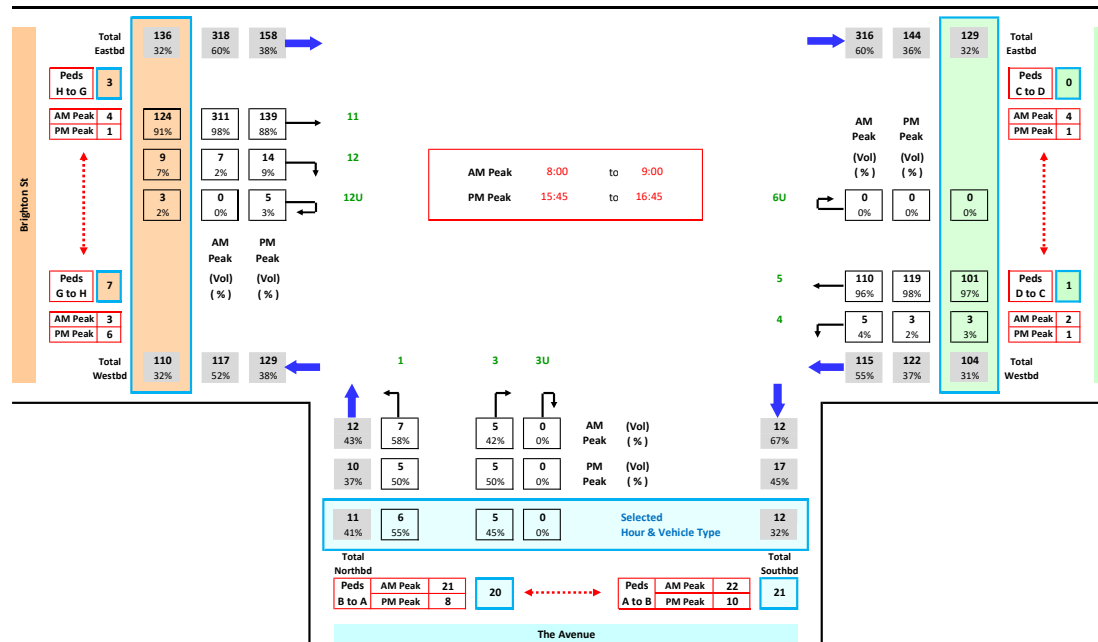 Total Eastbd 136 318 158 316 144 129 Total Eastbd
32% 60% 38% 60% 36% 32%
Peds H to G 3 Peds C to D 0
AM Peak 4 124 311 139 11 AM Peak 4
PM Peak 1 91% 98% 88% PM Peak 1
AM Peak PM Peak
(Vol) (Vol)
( % ) ( % )
9 7 14 12
7% 2% 9%
AM Peak 8:00 to 9:00
PM Peak 15:45 to 16:45
3 0 5 12U 6U 0 0 0
2% 0% 3% 0% 0% 0%
Brighton St
AM Peak PM Peak
(Vol) (Vol)
( % ) ( % )
Peds G to H 7 5 110 119 101 Peds D to C 1
96% 98% 97%
AM Peak 3 4 5 3 3 AM Peak 2
PM Peak 6 4% 2% 3% PM Peak 1
Total Westbd 110 117 129 1 3 3U 115 122 104 Total Westbd
32% 52% 38% 55% 37% 31%
12 7 5 0 AM Peak (Vol) 12
43% 58% 42% 0% ( % ) 67%
10 5 5 0 PM Peak (Vol) 17
37% 50% 50% 0% ( % ) 45%
11 6 5 0 Selected 12
41% 55% 45% 0% Hour & Vehicle Type 32%
Total Northbd Total Southbd
Peds B to A AM Peak 21 20 Peds A to B AM Peak 22 21
PM Peak 8 PM Peak 10
The Avenue